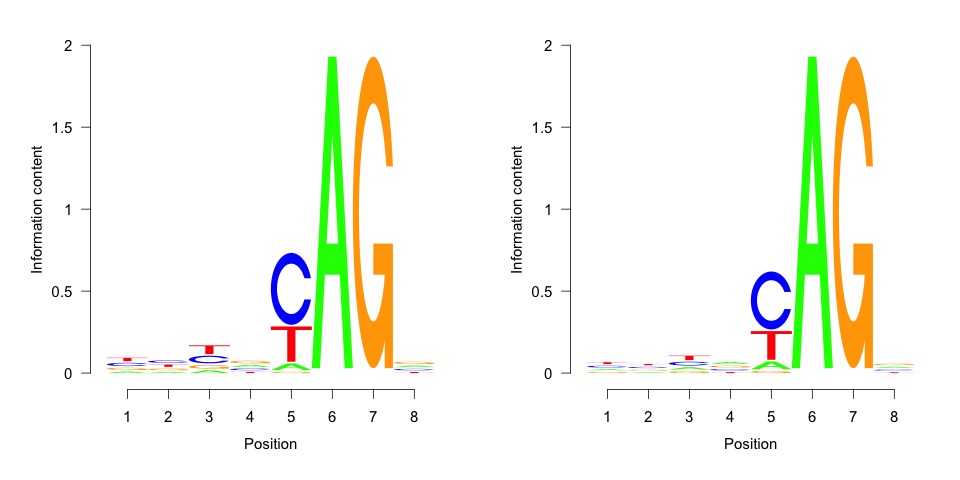 2
1.5
1
0.5
0
Information content
C
T
A
A
G
T
T
C
1 2 3 4 5 6 7 8
Position
2
1.5
1
0.5
0
Information content
C
T
A
A
G
T
1 2 3 4 5 6 7 8
Position